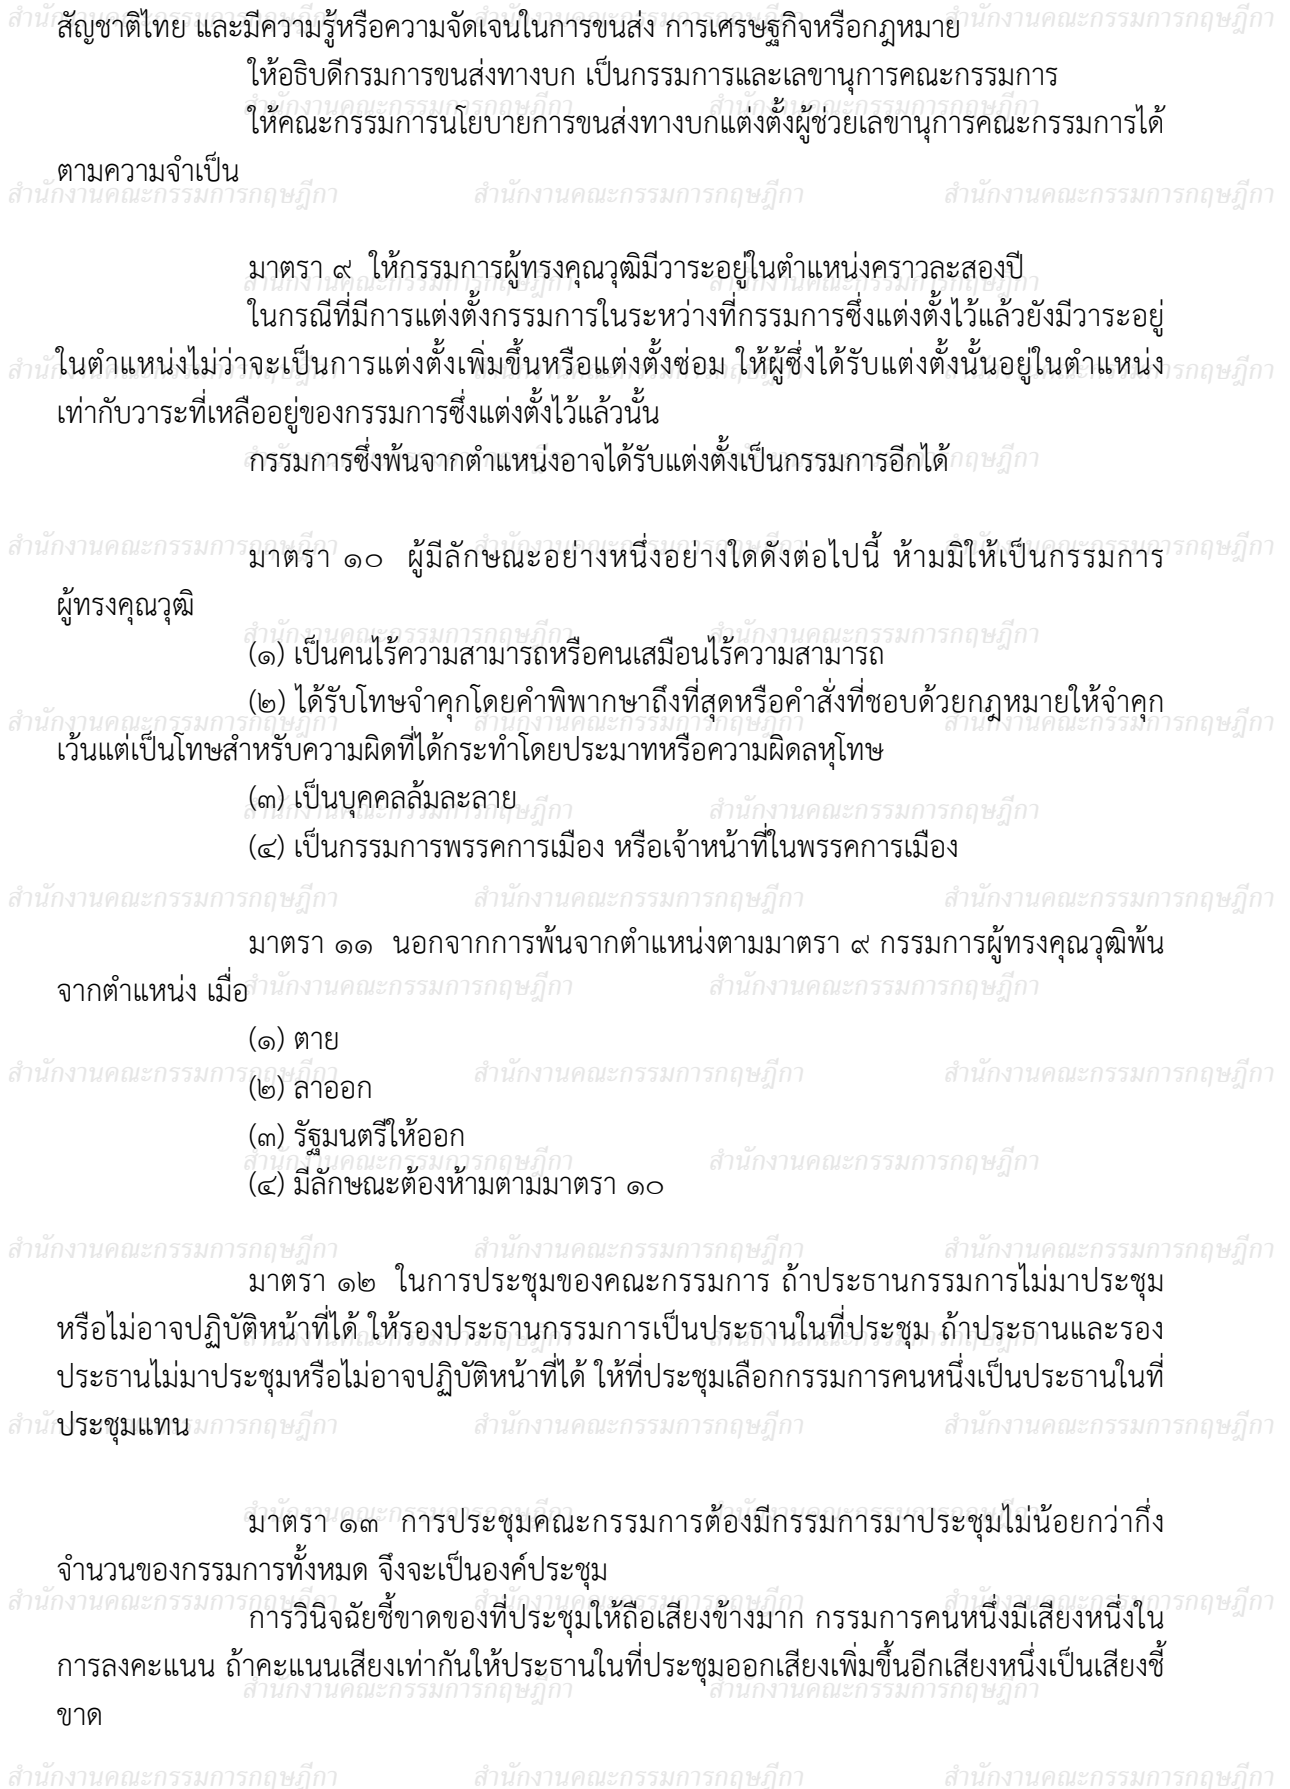 สัญชาติไทย และมีความรู้หรือความจัดเจนในการขนส่ง การเศรษฐกิจหรือกฎหมาย
ให้อธิบดีกรมการขนส่งทางบก เป็นกรรมการและเลขานุการคณะกรรมการ
ให้คณะกรรมการนโยบายการขนส่งทางบกแต่งตั้งผู้ช่วยเลขานุการคณะกรรมการได้
ตามความจำเป็น
มาตรา ๙ ให้กรรมการผู้ทรงคุณวุฒิมีวาระอยู่ในตำแหน่งคราวละสองปี
ในกรณีที่มีการแต่งตั้งกรรมการในระหว่างที่กรรมการซึ่งแต่งตั้งไว้แล้วยังมีวาระอยู่
ในตำแหน่งไม่ว่าจะเป็นการแต่งตั้งเพิ่มขึ้นหรือแต่งตั้งซ่อม ให้ผู้ซึ่งได้รับแต่งตั้งนั้นอยู่ในตำแหน่ง
เท่ากับวาระที่เหลืออยู่ของกรรมการซึ่งแต่งตั้งไว้แล้วนั้น
กรรมการซึ่งพ้นจากตำแหน่งอาจได้รับแต่งตั้งเป็นกรรมการอีกได้
มาตรา ๑๐ ผู้มีลักษณะอย่างหนึ่งอย่างใดดังต่อไปนี้ ห้ามมิให้เป็นกรรมการ
ผู้ทรงคุณวุฒิ
(๑) เป็นคนไร้ความสามารถหรือคนเสมือนไร้ความสามารถ
(๒) ได้รับโทษจำคุกโดยคำพิพากษาถึงที่สุดหรือคำสั่งที่ชอบด้วยกฎหมายให้จำคุก
เว้นแต่เป็นโทษสำหรับความผิดที่ได้กระทำโดยประมาทหรือความผิดลหุโทษ
(๓) เป็นบุคคลล้มละลาย
(๔) เป็นกรรมการพรรคการเมือง หรือเจ้าหน้าที่ในพรรคการเมือง
มาตรา ๑๑ นอกจากการพ้นจากตำแหน่งตามมาตรา ๙ กรรมการผู้ทรงคุณวุฒิพ้น
จากตำแหน่ง เมื่อ
(๑) ตาย
(๒) ลาออก
(๓) รัฐมนตรีให้ออก
(๔) มีลักษณะต้องห้ามตามมาตรา ๑๐
มาตรา ๑๒ ในการประชุมของคณะกรรมการ ถ้าประธานกรรมการไม่มาประชุม
หรือไม่อาจปฏิบัติหน้าที่ได้ ให้รองประธานกรรมการเป็นประธานในที่ประชุม ถ้าประธานและรอง
ประธานไม่มาประชุมหรือไม่อาจปฏิบัติหน้าที่ได้ ให้ที่ประชุมเลือกกรรมการคนหนึ่งเป็นประธานในที่
ประชุมแทน
มาตรา ๑๓ การประชุมคณะกรรมการต้องมีกรรมการมาประชุมไม่น้อยกว่ากึ่ง
จำนวนของกรรมการทั้งหมด จึงจะเป็นองค์ประชุม
การวินิจฉัยชี้ขาดของที่ประชุมให้ถือเสียงข้างมาก กรรมการคนหนึ่งมีเสียงหนึ่งใน
การลงคะแนน ถ้าคะแนนเสียงเท่ากันให้ประธานในที่ประชุมออกเสียงเพิ่มขึ้นอีกเสียงหนึ่งเป็นเสียงชี้
ขาด